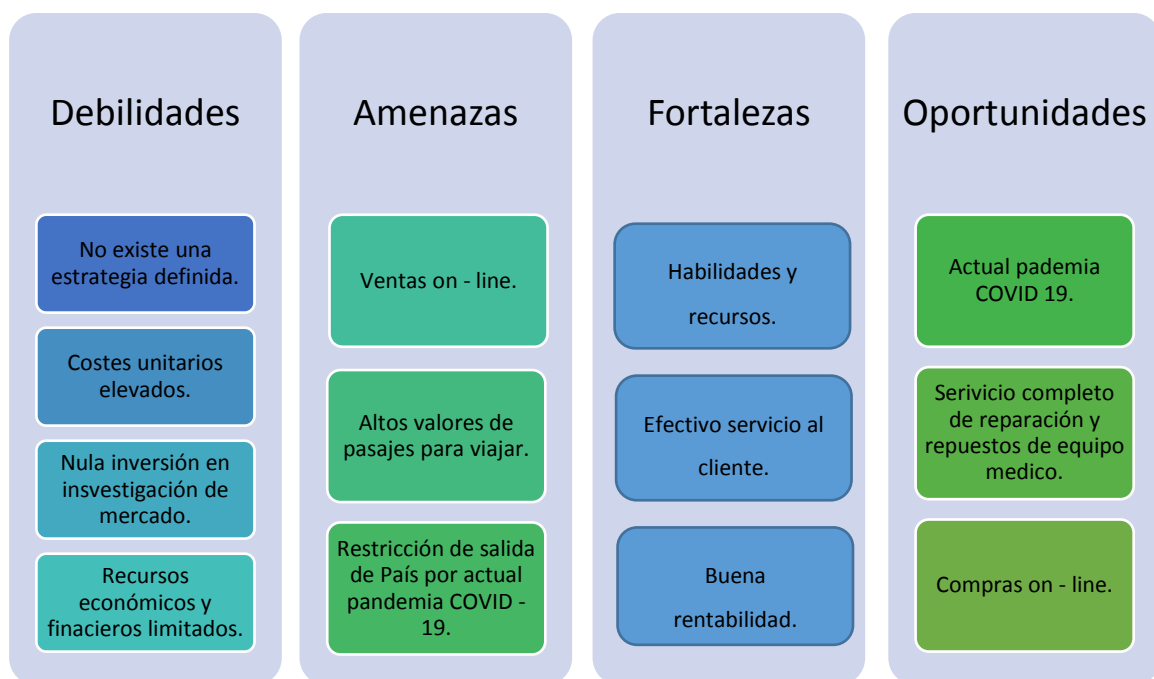 Debilidades
No existe una
estrategia definida.
Costes unitarios
elevados.
Nula inversión en
insvestigación de
mercado.
Recursos
económicos y
finacieros limitados.
Amenazas
Ventas on - line.
Altos valores de
pasajes para viajar.
Restricción de salida
de País por actual
pandemia COVID -
19.
Fortalezas
Habilidades y
recursos.
Efectivo servicio al
cliente.
Buena
rentabilidad.
Oportunidades
Actual pademia
COVID 19.
Serivicio completo
de reparación y
repuestos de equipo
medico.
Compras on - line.